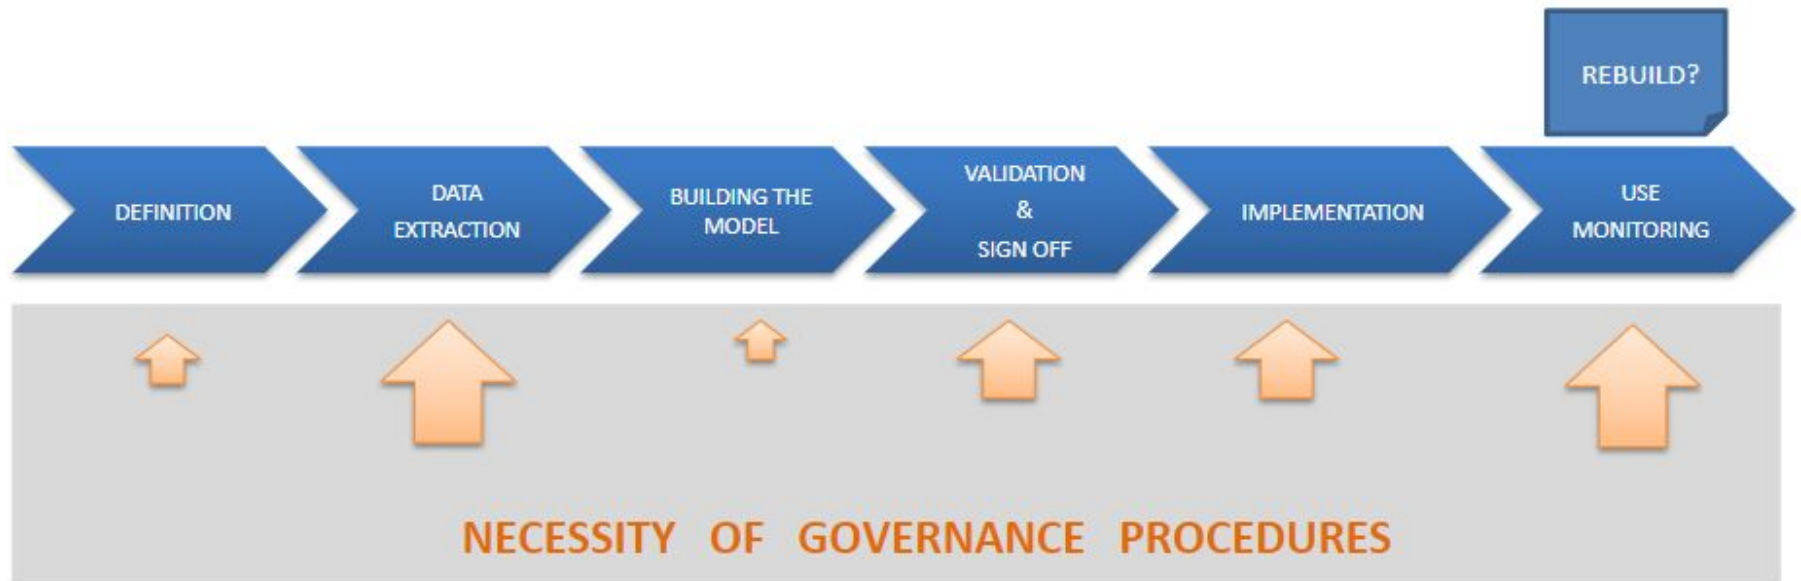 REBUILD?
DEFINITION
DATA
EXTRACTION
BUILDING THE
MODEL
VALIDATION
&
SIGN OFF
IMPLEMENTATION
USE
MONITORING
NECESSITY OF GOVERNANCE PROCEDURES